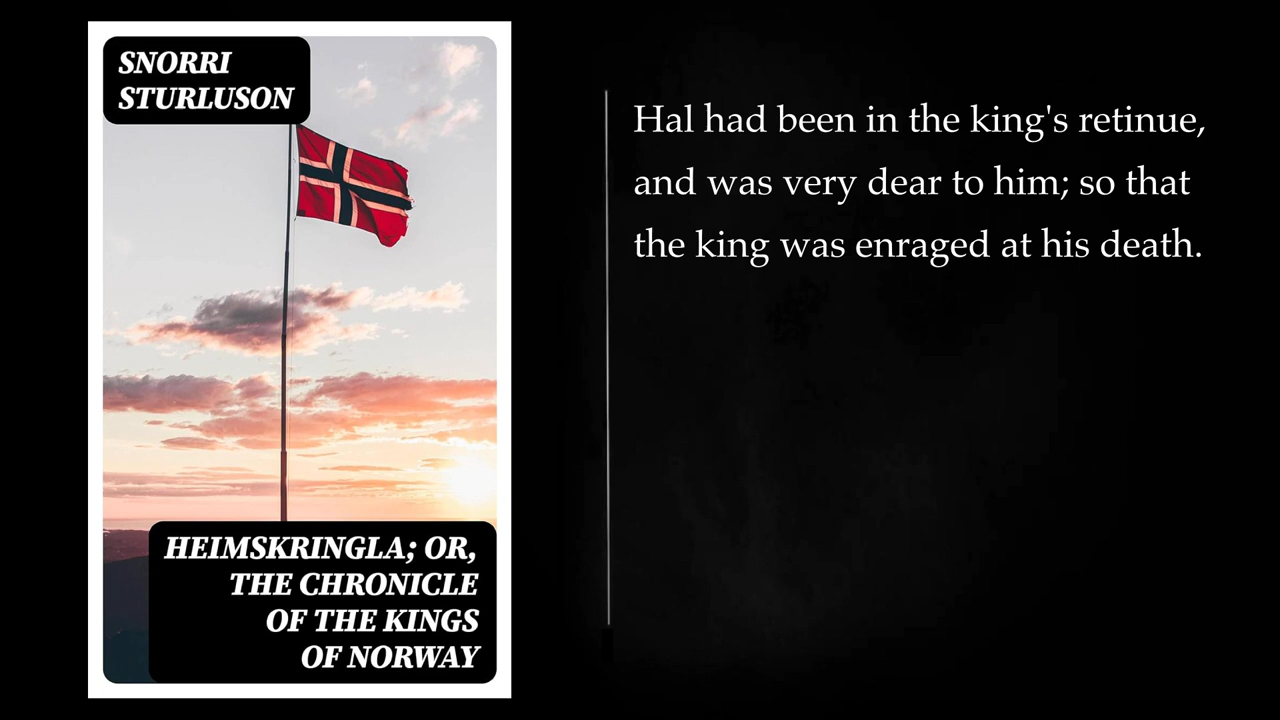 SNORRI
STURLUSON
HEIMSKRINGLA; OR,
THE CHRONICLE
OF THE KINGS
OF NORWAY
Hal had been in the king's retinue,
and was very dear to him; so that
the king was enraged at his death.